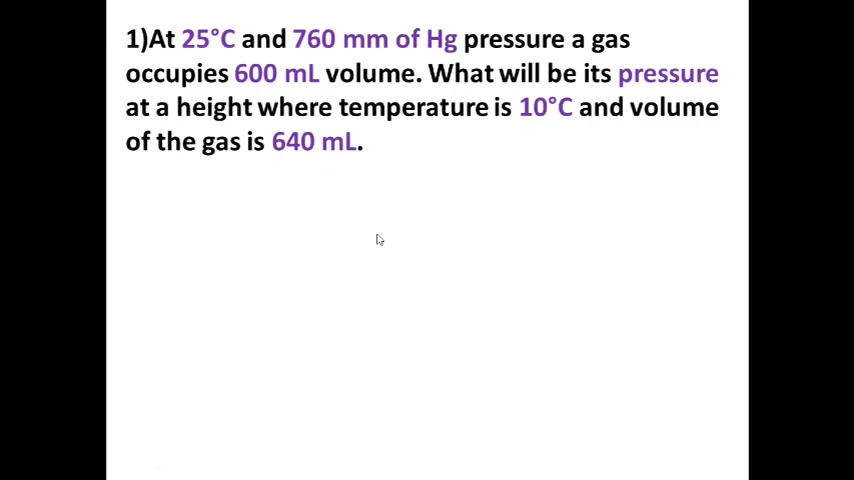 1)At 25°C and 760 mm of Hg pressure a gas
occupies 600 mL volume. What will be its pressure
at a height where temperature is 10°C and volume
of the gas is 640 mL.